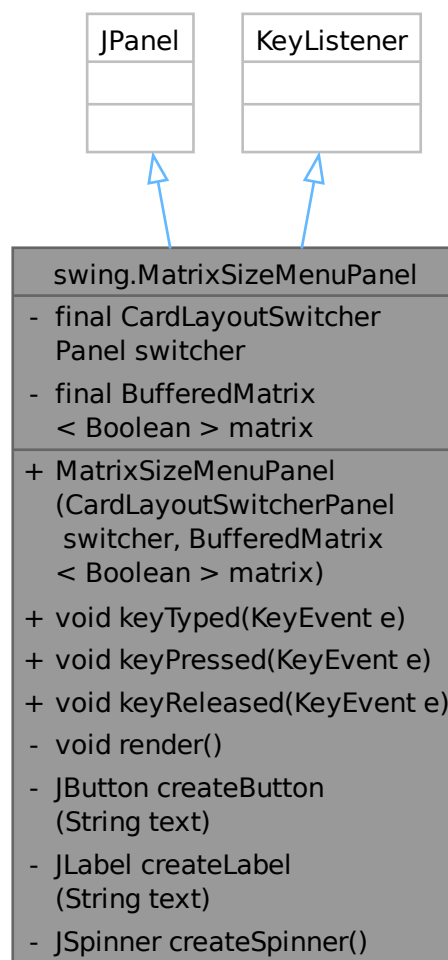 JPanel
KeyListener
swing.MatrixSizeMenuPanel
- final CardLayoutSwitcher
Panel switcher
- final BufferedMatrix
< Boolean > matrix
+ MatrixSizeMenuPanel
(CardLayoutSwitcherPanel
switcher, BufferedMatrix
< Boolean > matrix)
+ void keyTyped(KeyEvent e)
+ void keyPressed(KeyEvent e)
+ void keyReleased(KeyEvent e)
- void render()
- JButton createButton
(String text)
- JLabel createLabel
(String text)
- JSpinner createSpinner()